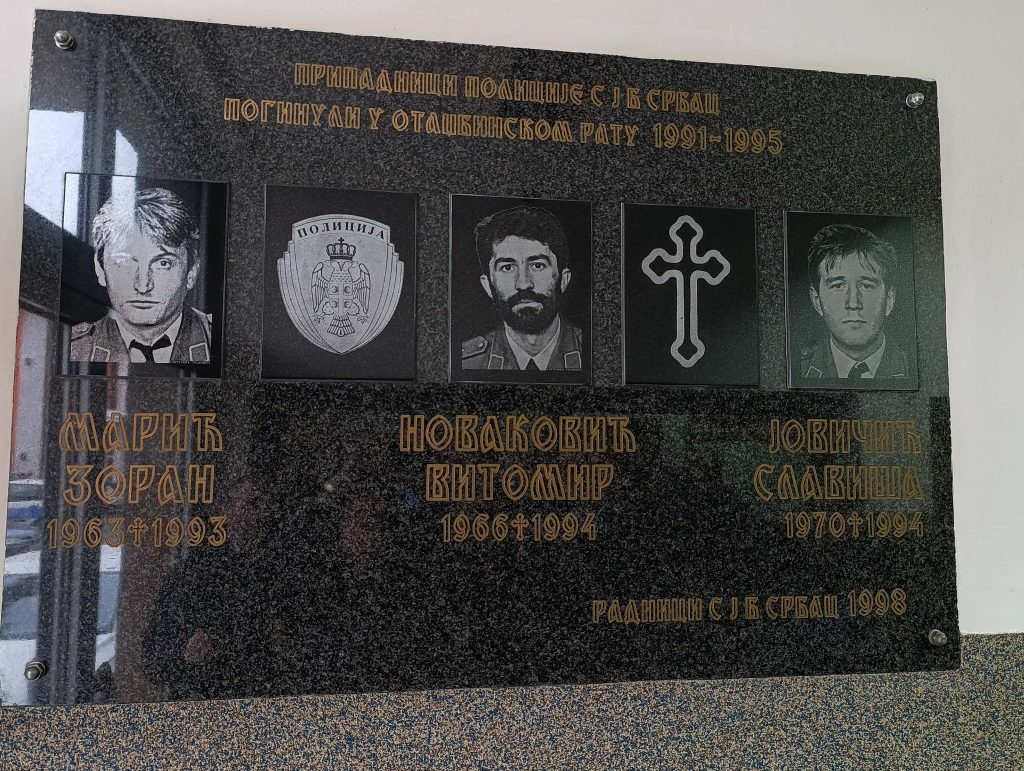 ПРИПАДНИЦИ ПОЛИЦИЈЕ С Ј Б СРБАЦ
ПОГИНУЛИ У ОТАЏБИНСКОМ РАТУ 1991-1995
ПОЛИЦИЈА
МАРИЋ
ЗОРАН
1963✝1993
НОВАКОВИЋ
ВИТОМИР
1966✝1994
ЈОВИЧИЋ
СЛАВИША
1970✝1994
РАДНИЦИ С Ј Б СРБАЦ 1998